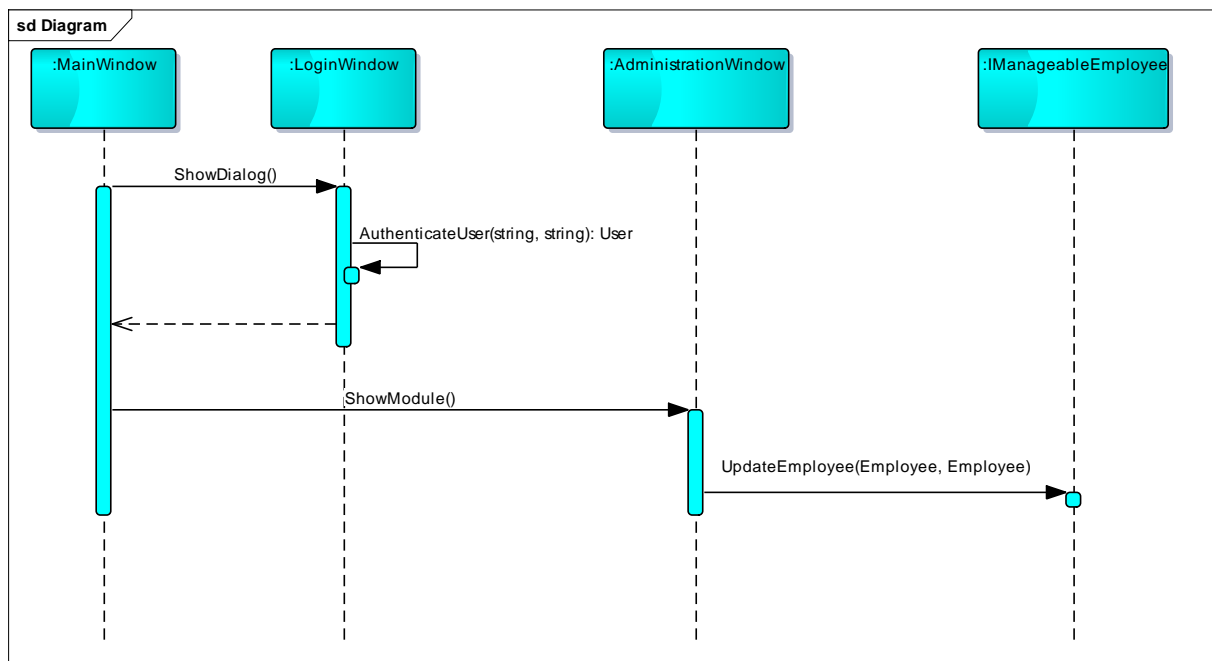 sd Diagram
:MainWindow
:LoginWindow
:AdministrationWindow
:IManageableEmployee
ShowDialog()
AuthenticateUser(string, string): User
ShowModule()
UpdateEmployee(Employee, Employee)